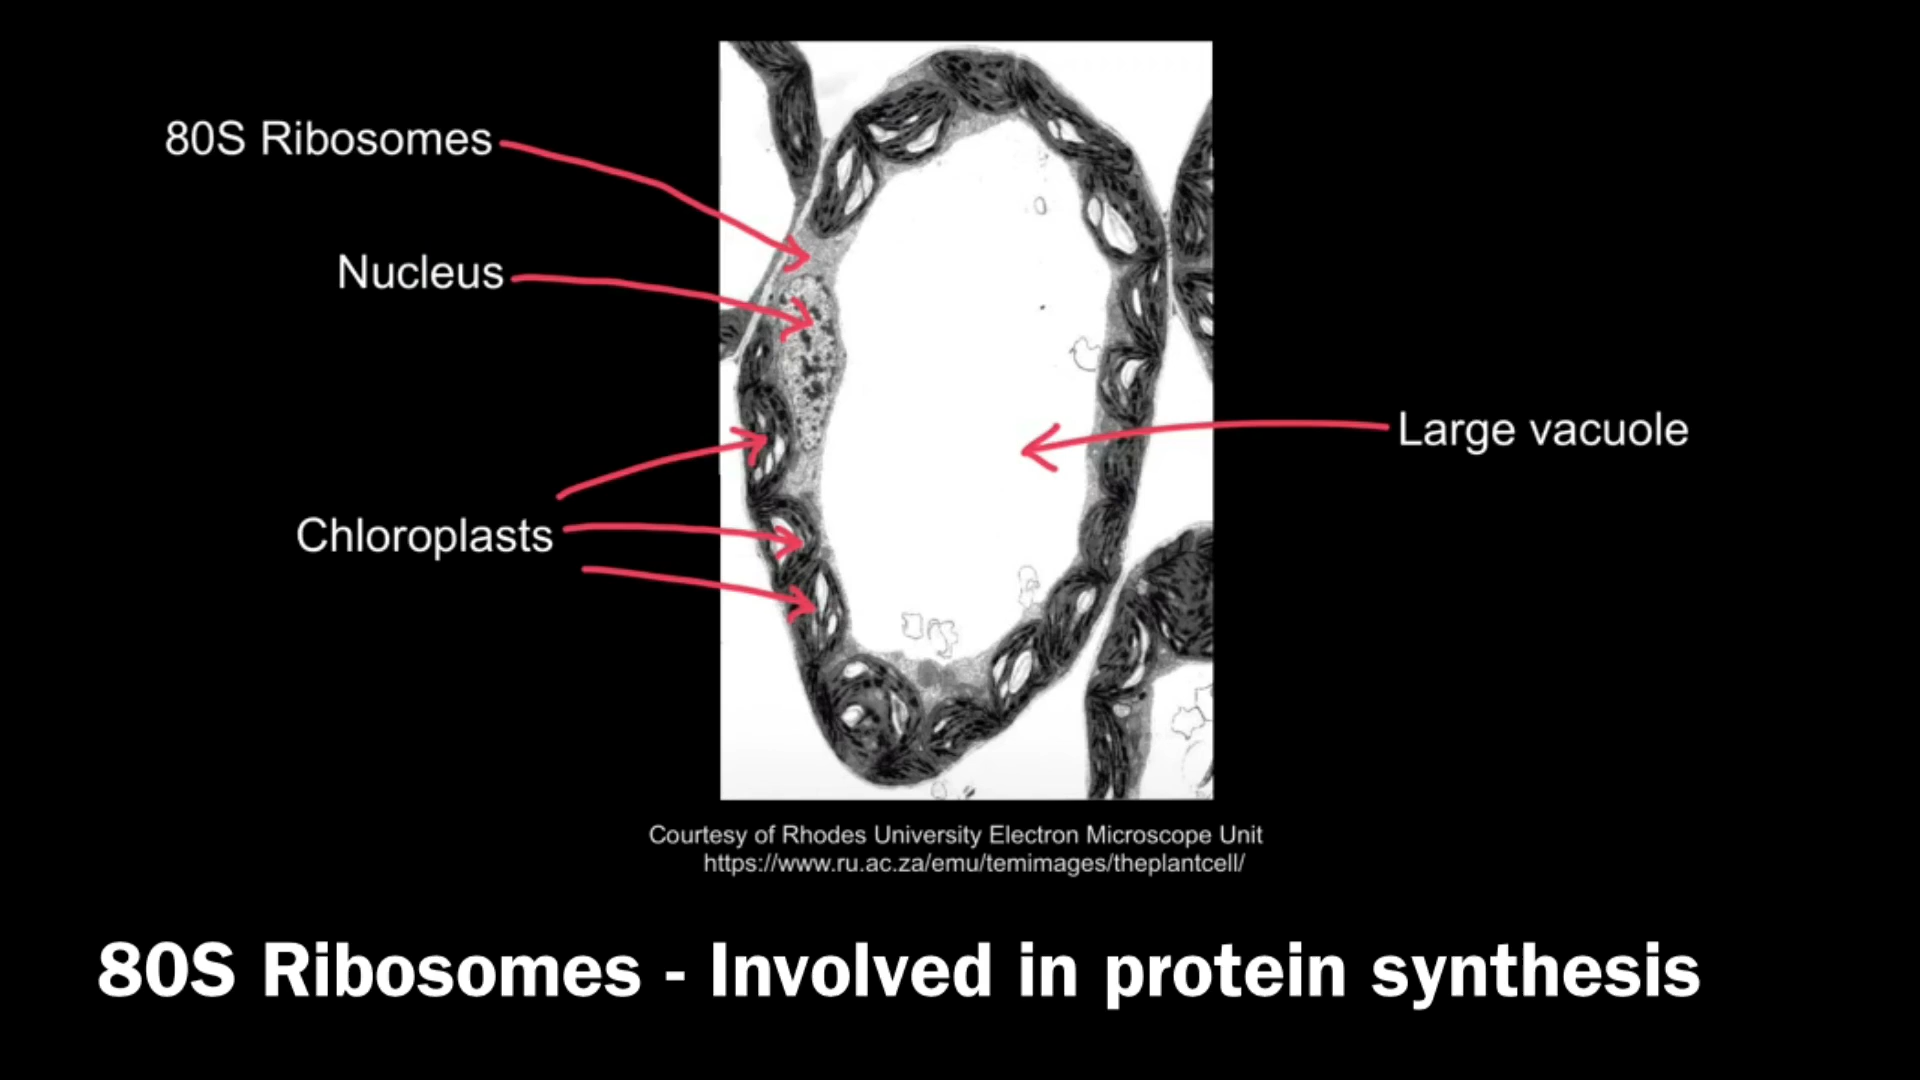 80S Ribosomes
Nucleus
Chloroplasts
Large vacuole
Courtesy of Rhodes University Electron Microscope Unit
https://www.ru.ac.za/emu/temimages/theplantcell/
80S Ribosomes - Involved in protein synthesis